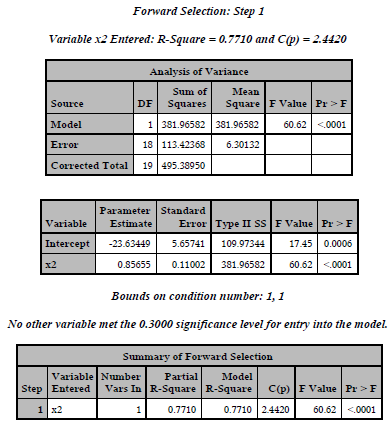 Forward Selection: Step 1
Variable x2 Entered: R-Square = 0.7710 and C(p) = 2.4420
Analysis of Variance
Source DF Sum of Squares Mean Square F Value Pr > F
Model 1 381.96582 381.96582 60.62 <.0001
Error 18 113.42368 6.30132
Corrected Total 19 495.38950
Variable Parameter Estimate Standard Error Type II SS F Value Pr > F
Intercept -23.63449 5.65741 109.97344 17.45 0.0006
x2 0.85655 0.11002 381.96582 60.62 <.0001
Bounds on condition number: 1, 1
No other variable met the 0.3000 significance level for entry into the model.
Summary of Forward Selection
Step Variable Entered Number Vars In Partial R-Square Model R-Square C(p) F Value Pr > F
1 x2 1 0.7710 0.7710 2.4420 60.62 <.0001